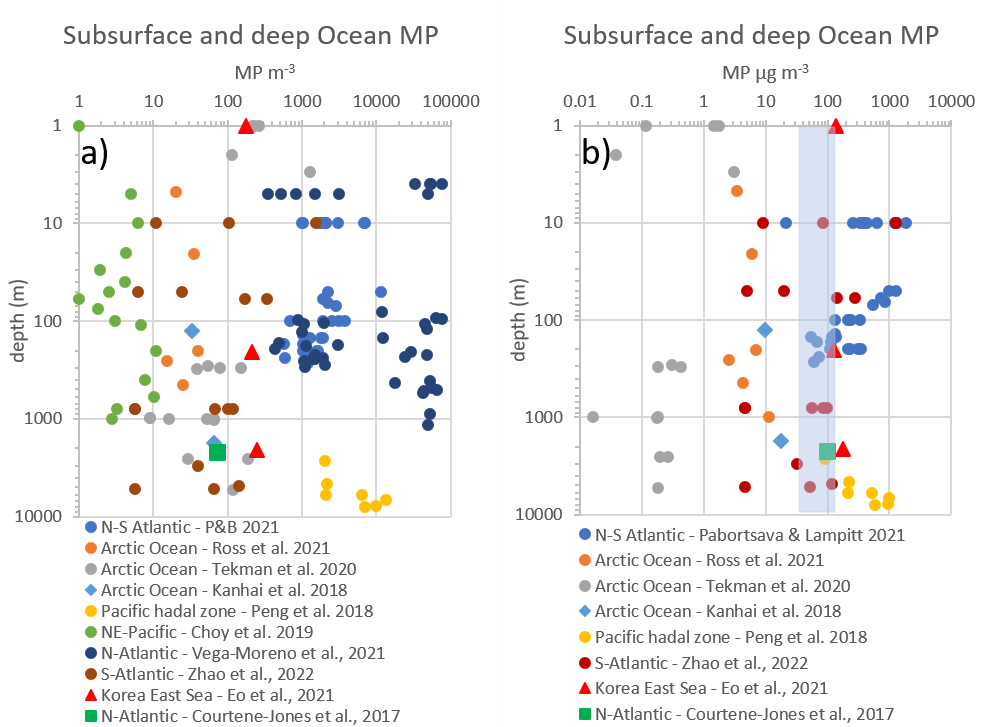 Subsurface and deep Ocean MP
MP m-3
1 10 100 1000 10000 100000
a)
depth (m)
1
10
100
1000
10000
N-S Atlantic - P&B 2021
Arctic Ocean - Ross et al. 2021
Arctic Ocean - Tekman et al. 2020
Arctic Ocean - Kanhai et al. 2018
Pacific hadal zone - Peng et al. 2018
NE-Pacific - Choy et al. 2019
N-Atlantic - Vega-Moreno et al., 2021
S-Atlantic - Zhao et al., 2022
Korea East Sea - Eo et al., 2021
N-Atlantic - Courtene-Jones et al., 2017
Subsurface and deep Ocean MP
MP µg m-3
0.01 0.1 1 10 100 1000 10000
b)
depth (m)
1
10
100
1000
10000
N-S Atlantic - Pabortsava & Lampitt 2021
Arctic Ocean - Ross et al. 2021
Arctic Ocean - Tekman et al. 2020
Arctic Ocean - Kanhai et al. 2018
Pacific hadal zone - Peng et al. 2018
S-Atlantic - Zhao et al., 2022
Korea East Sea - Eo et al., 2021
N-Atlantic - Courtene-Jones et al., 2017